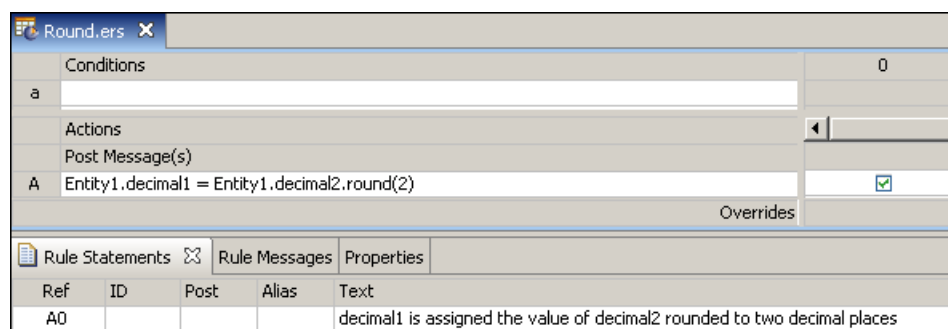 Round.ers
Conditions 0
a
Actions
Post Message(s)
A Entity1.decimal1 = Entity1.decimal2.round(2)
Overrides
Rule Statements Rule Messages Properties
Ref ID Post Alias Text
A0 decimal1 is assigned the value of decimal2 rounded to two decimal places